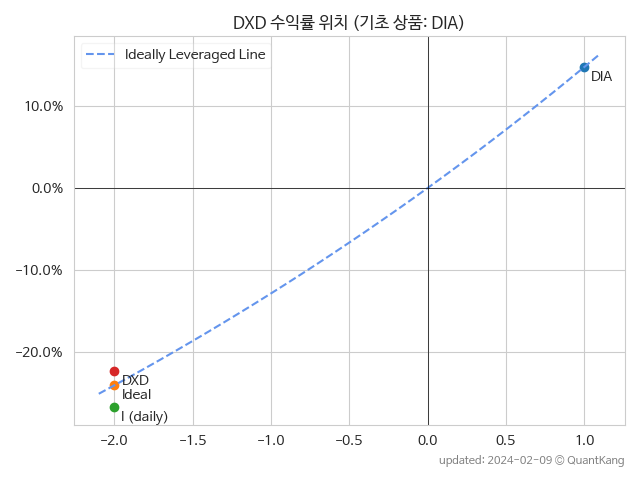 DXD 수익률 위치 (기초 상품: DIA)
Ideally Leveraged Line
DIA
10.0%
0.0%
-10.0%
-20.0%
DXD
Ideal
I (daily)
-2.0 -1.5 -1.0 -0.5 0.0 0.5 1.0
updated: 2024-02-09 © QuantKang